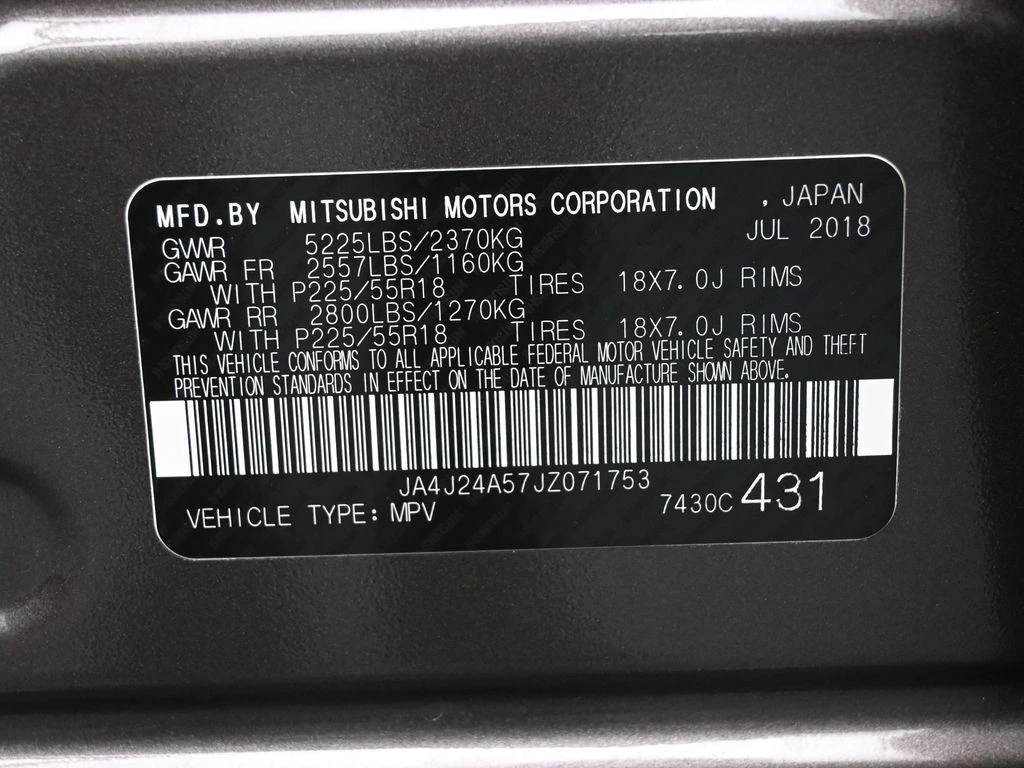 MFD.BY MITSUBISHI MOTORS CORPORATION , JAPAN
JUL 2018
GVWR 5225LBS/2370KG
GAWR FR 2557LBS/1160KG
WITH P225/55R18 TIRES 18X7.0J RIMS
GAWR RR 2800LBS/1270KG
WITH P225/55R18 TIRES 18X7.0J RIMS
THIS VEHICLE CONFORMS TO ALL APPLICABLE FEDERAL MOTOR VEHICLE SAFETY AND THEFT
PREVENTION STANDARDS IN EFFECT ON THE DATE OF MANUFACTURE SHOWN ABOVE.
JA4J24A57JZ071753
VEHICLE TYPE: MPV 7430C 431